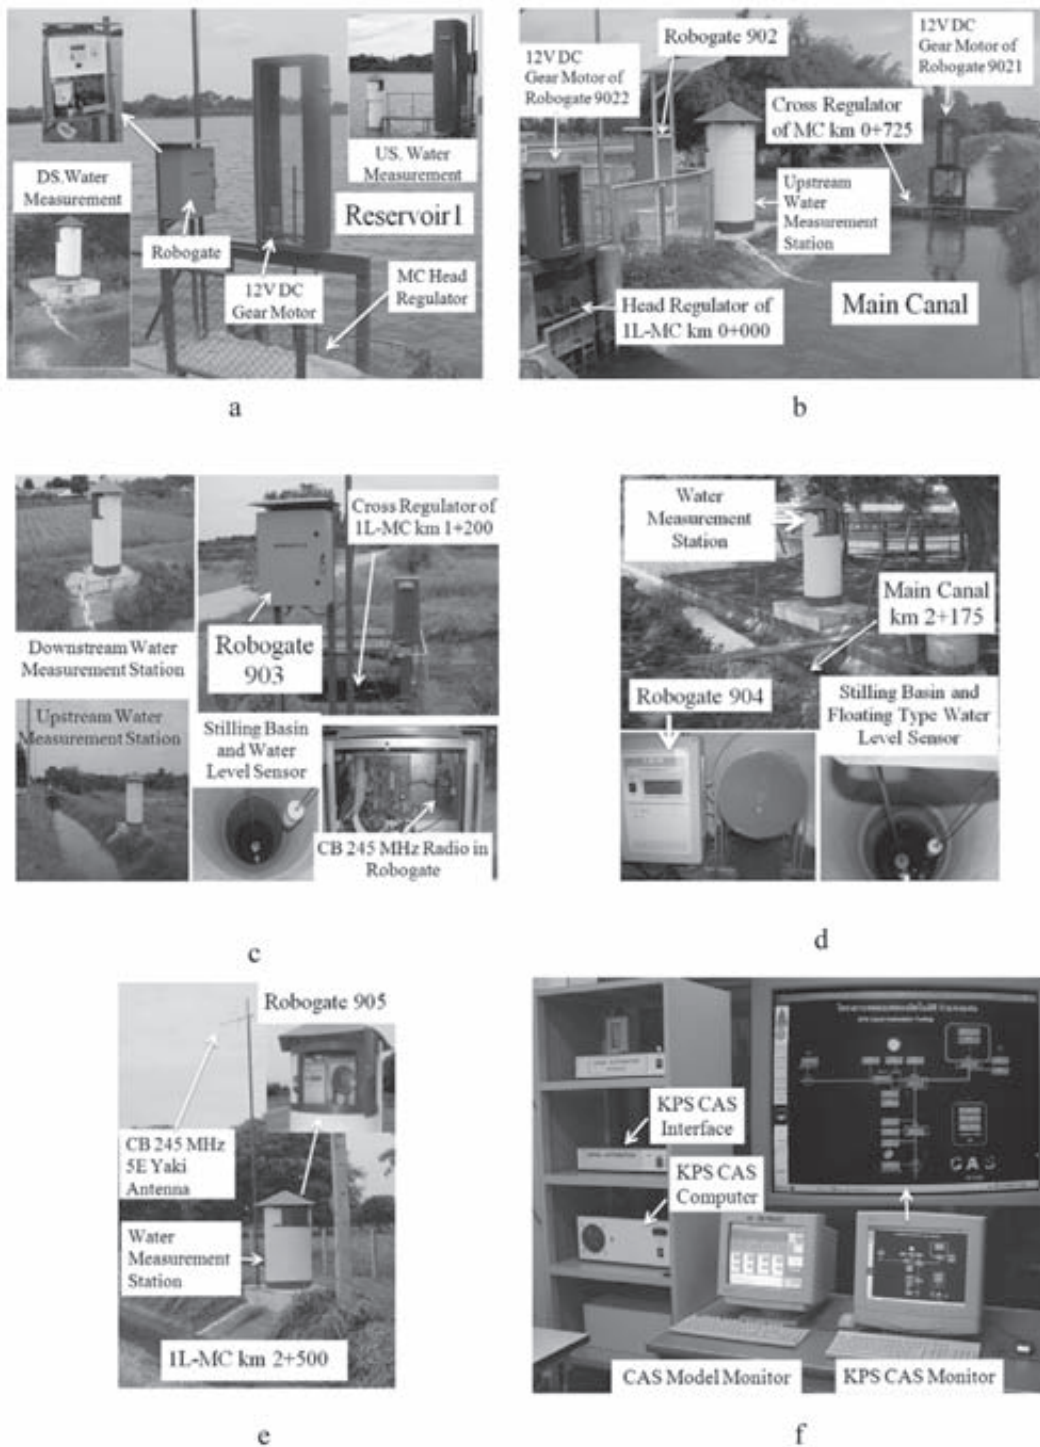 DS.Water
Measurement
Robogate
12V DC
Gear Motor
US. Water
Measurement
Reservoir1
MC Head
Regulator
a
12V DC
Gear Motor of
Robogate 9022
Robogate 902
12V DC
Gear Motor of
Robogate 9021
Cross Regulator
of MC km 0+725
Upstream
Water
Measurement
Station
Head Regulator of
1L-MC km 0+000
Main Canal
b
Downstream Water
Measurement Station
Upstream Water
Measurement Station
Cross Regulator of
1L-MC km 1+200
Robogate
903
Stilling Basin
and Water
Level Sensor
CB 245 MHz Radio in
Robogate
c
Water
Measurement
Station
Main Canal
km 2+175
Robogate 904
Stilling Basin and
Floating Type Water
Level Sensor
d
Robogate 905
CB 245 MHz
5E Yaki
Antenna
Water
Measurement
Station
1L-MC km 2+500
e
KPS CAS
Interface
KPS CAS
Computer
CAS
CAS Model Monitor
KPS CAS Monitor
f